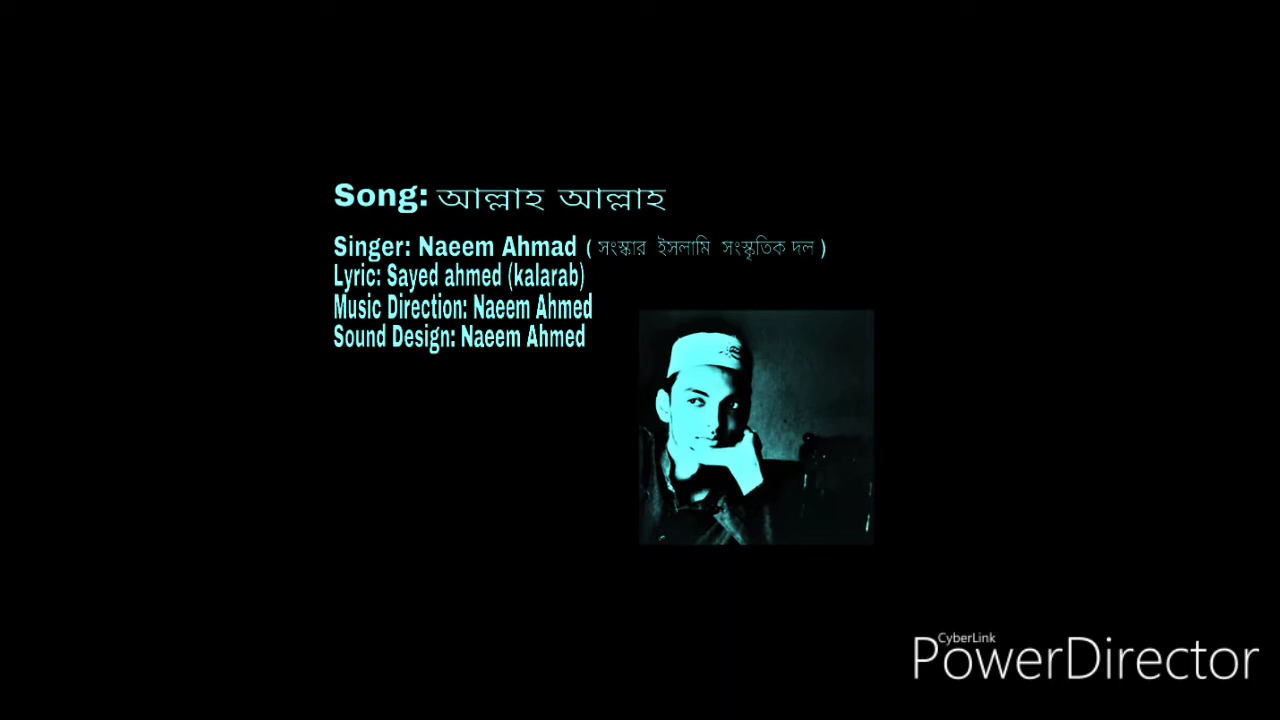 Song: আল্লাহ আল্লাহ
Singer: Naeem Ahmad ( সংস্কার ইসলামি সংস্কৃতিক দল )
Lyric: Sayed ahmed (kalarab)
Music Direction: Naeem Ahmed
Sound Design: Naeem Ahmed
CyberLink
PowerDirector